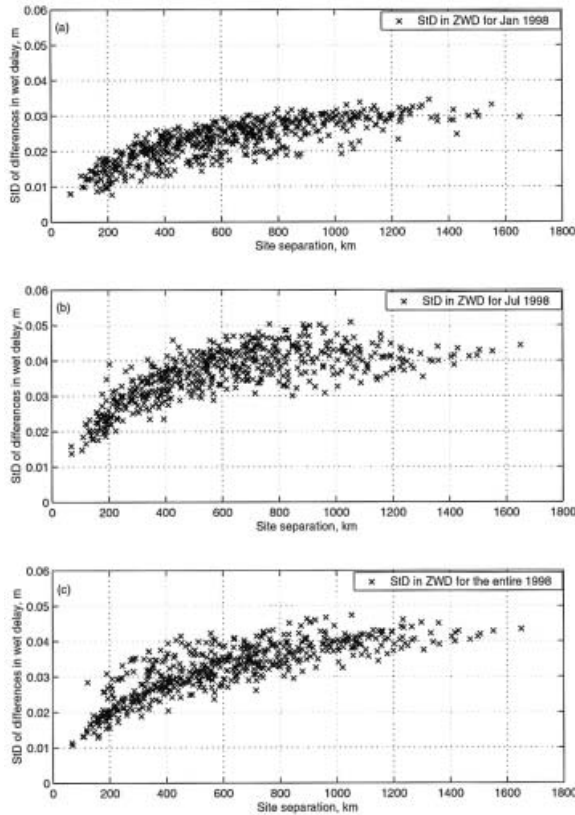 0.06
(a)
× StD in ZWD for Jan 1998
0.05
0.04
0.03
0.02
0.01
0
StD of differences in wet delay, m
0 200 400 600 800 1000 1200 1400 1600 1800
Site separation, km
0.06
(b)
× StD in ZWD for Jul 1998
0.05
0.04
0.03
0.02
0.01
0
StD of differences in wet delay, m
0 200 400 600 800 1000 1200 1400 1600 1800
Site separation, km
0.06
(c)
× StD in ZWD for the entire 1998
0.05
0.04
0.03
0.02
0.01
0
StD of differences in wet delay, m
0 200 400 600 800 1000 1200 1400 1600 1800
Site separation, km